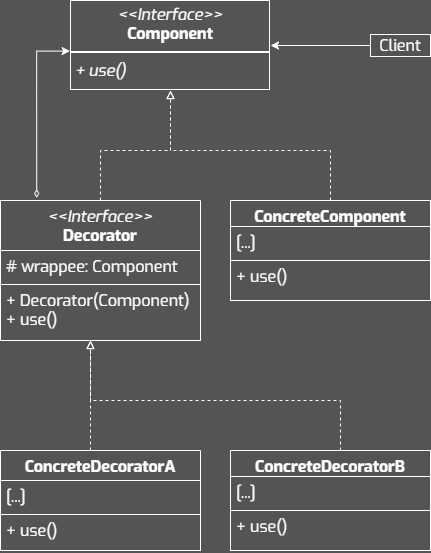 <<Interface>>
Component
+ use()
Client
<<Interface>>
Decorator
# wrappee: Component
+ Decorator(Component)
+ use()
ConcreteComponent
[...]
+ use()
ConcreteDecoratorA
[...]
+ use()
ConcreteDecoratorB
[...]
+ use()